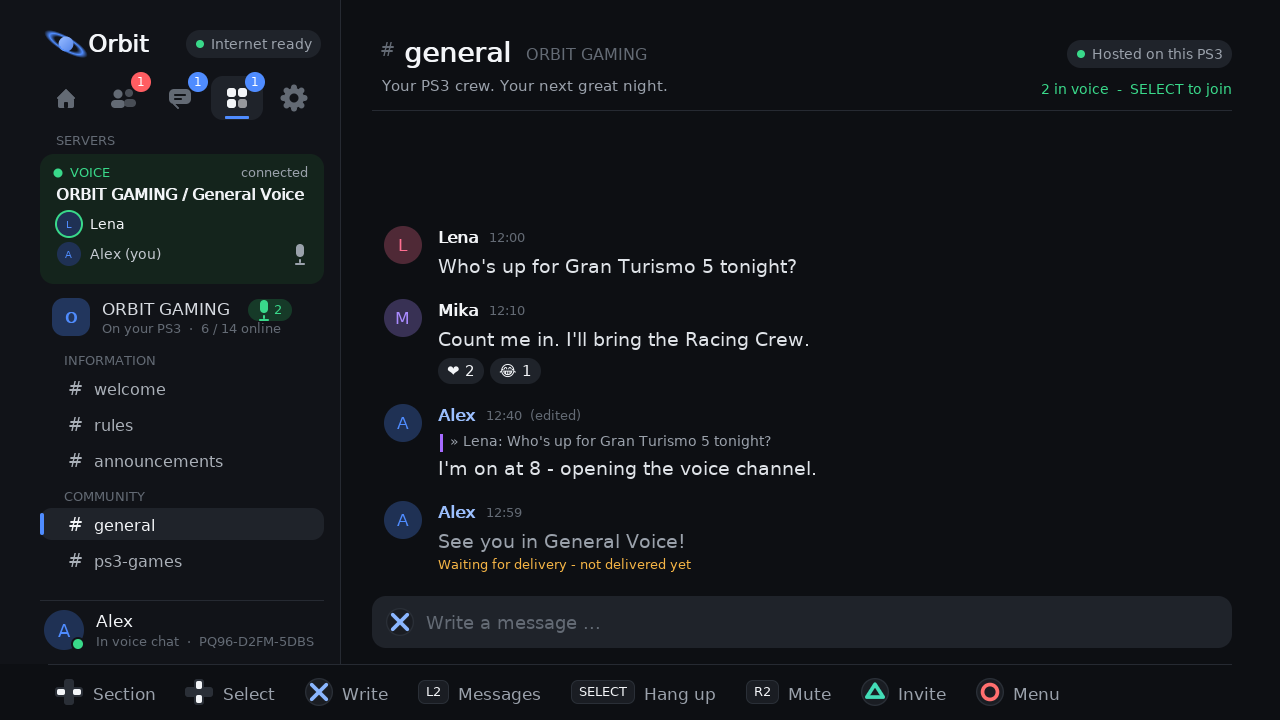 Orbit
Internet ready
1
1
1
SERVERS
VOICE connected
ORBIT GAMING / General Voice
L Lena
A Alex (you)
O ORBIT GAMING 2
On your PS3 · 6 / 14 online
INFORMATION
# welcome
# rules
# announcements
COMMUNITY
# general
# ps3-games
A Alex
In voice chat · PQ96-D2FM-5DBS
# general ORBIT GAMING
Hosted on this PS3
Your PS3 crew. Your next great night.
2 in voice - SELECT to join
L Lena 12:00
Who's up for Gran Turismo 5 tonight?
M Mika 12:10
Count me in. I'll bring the Racing Crew.
❤ 2 😂 1
A Alex 12:40 (edited)
» Lena: Who's up for Gran Turismo 5 tonight?
I'm on at 8 - opening the voice channel.
A Alex 12:59
See you in General Voice!
Waiting for delivery - not delivered yet
Write a message ...
Section Select Write L2 Messages SELECT Hang up R2 Mute Invite Menu